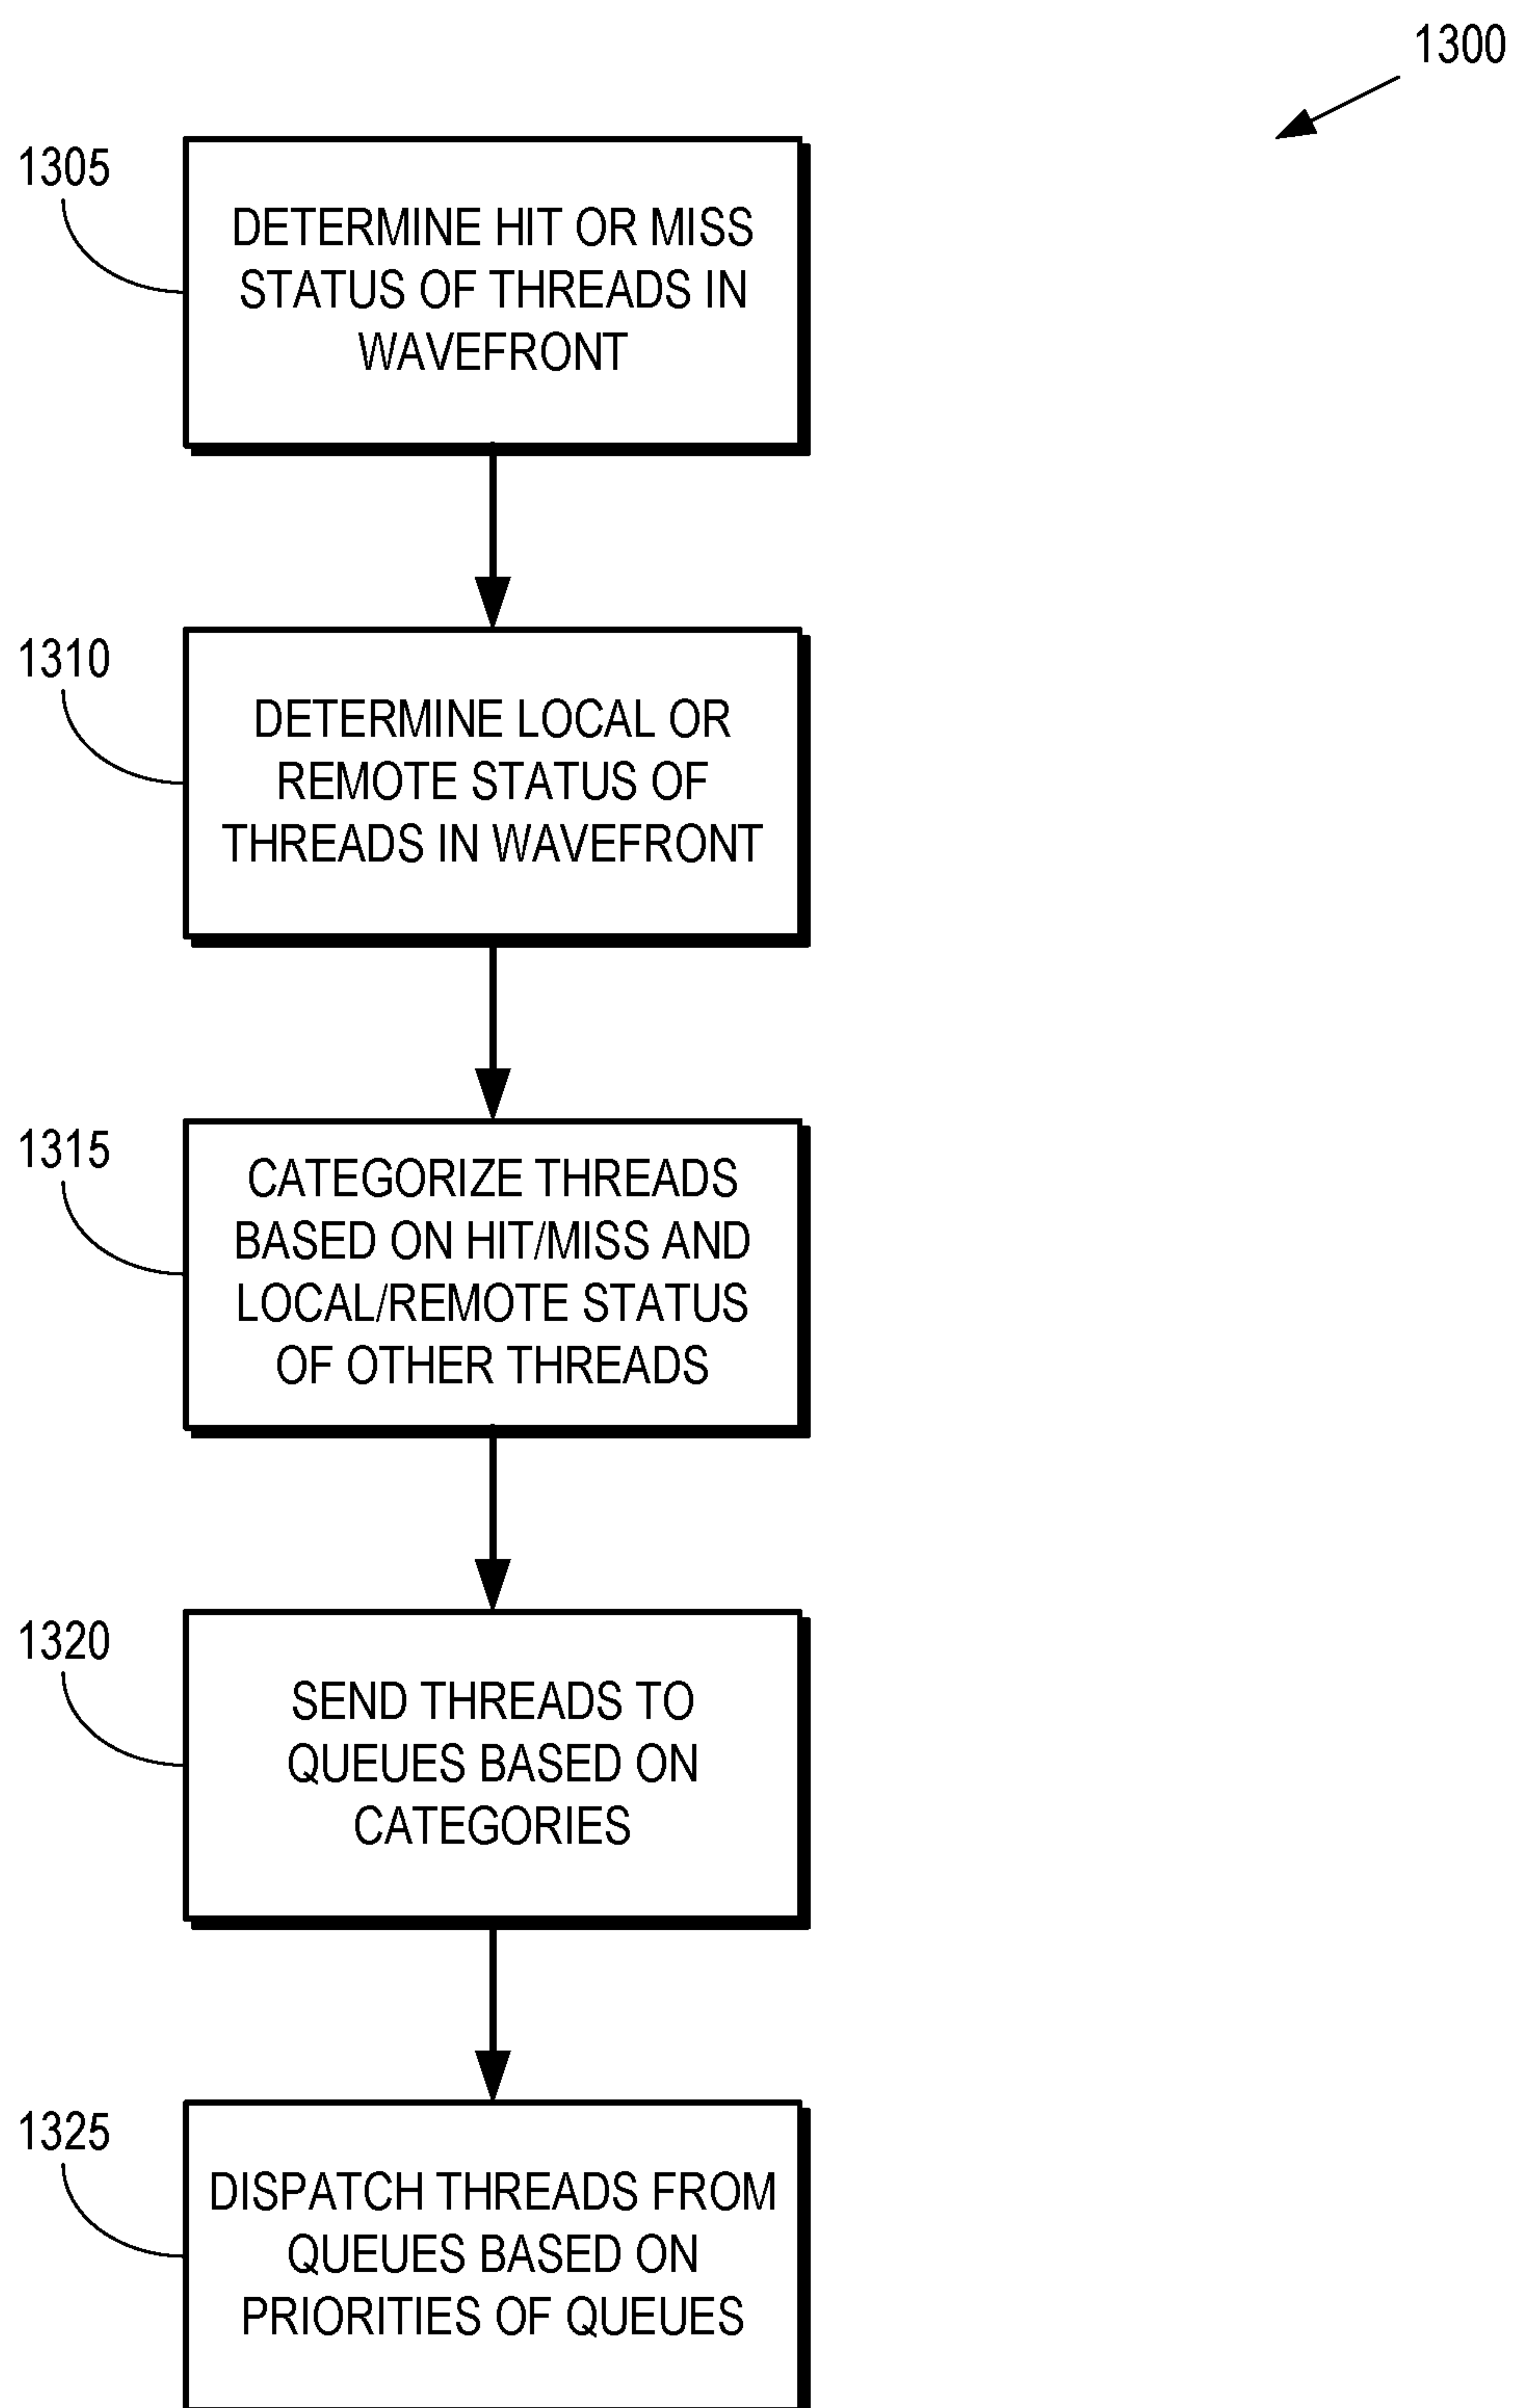 1300
1305
DETERMINE HIT OR MISS
STATUS OF THREADS IN
WAVEFRONT
1310
DETERMINE LOCAL OR
REMOTE STATUS OF
THREADS IN WAVEFRONT
1315
CATEGORIZE THREADS
BASED ON HIT/MISS AND
LOCAL/REMOTE STATUS
OF OTHER THREADS
1320
SEND THREADS TO
QUEUES BASED ON
CATEGORIES
1325
DISPATCH THREADS FROM
QUEUES BASED ON
PRIORITIES OF QUEUES